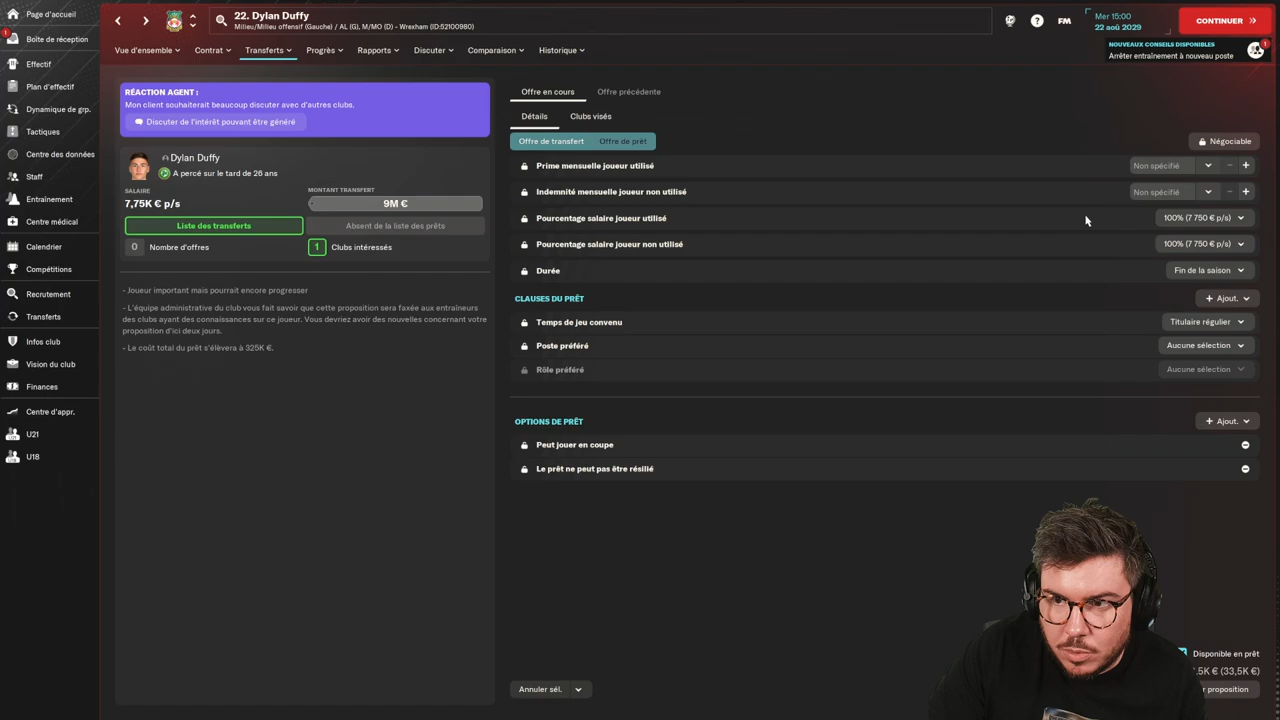 Page d'accueil
1
Boîte de réception
Effectif
Plan d'effectif
Dynamique de grp.
Tactiques
Centre des données
Staff
Entraînement
Centre médical
Calendrier
Compétitions
Recrutement
Transferts
Infos club
Vision du club
Finances
Centre d'appr.
U21
U18
22. Dylan Duffy
Milieu/Milieu offensif (Gauche) / AL (G), M/MO (D) - Wrexham (ID:52100980)
FM
Mer 15:00
22 aoû 2029
CONTINUER
Vue d'ensemble
Contrat
Transferts
Progrès
Rapports
Discuter
Comparaison
Historique
NOUVEAUX CONSEILS DISPONIBLES
Arrêter entraînement à nouveau poste
1
RÉACTION AGENT :
Mon client souhaiterait beaucoup discuter avec d'autres clubs.
Discuter de l'intérêt pouvant être généré
Dylan Duffy
A percé sur le tard de 26 ans
SALAIRE
MONTANT TRANSFERT
7,75K € p/s
9M €
Liste des transferts
Absent de la liste des prêts
0 Nombre d'offres
1 Clubs intéressés
- Joueur important mais pourrait encore progresser
- L'équipe administrative du club vous fait savoir que cette proposition sera faxée aux entraîneurs
des clubs ayant des connaissances sur ce joueur. Vous devriez avoir des nouvelles concernant votre
proposition d'ici deux jours.
- Le coût total du prêt s'élèvera à 325K €.
Offre en cours
Offre précédente
Détails
Clubs visés
Offre de transfert
Offre de prêt
Négociable
Prime mensuelle joueur utilisé
Non spécifié
Indemnité mensuelle joueur non utilisé
Non spécifié
Pourcentage salaire joueur utilisé
100% (7 750 € p/s)
Pourcentage salaire joueur non utilisé
100% (7 750 € p/s)
Durée
Fin de la saison
CLAUSES DU PRÊT
+ Ajout.
Temps de jeu convenu
Titulaire régulier
Poste préféré
Aucune sélection
Rôle préféré
Aucune sélection
OPTIONS DE PRÊT
+ Ajout.
Peut jouer en coupe
Le prêt ne peut pas être résilié
Disponible en prêt
5K € (33,5K €)
Annuler sél.
proposition